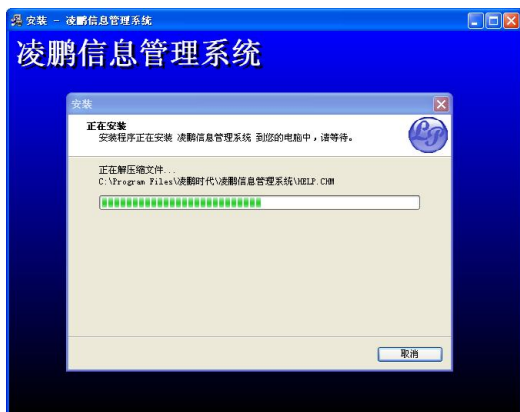 安装 - 凌鹏信息管理系统
凌鹏信息管理系统
安装
正在安装
安装程序正在安装 凌鹏信息管理系统 到您的电脑中，请等待。
LP
正在解压缩文件...
C:\Program Files\凌鹏时代\凌鹏信息管理系统\HELP.CHM
取消